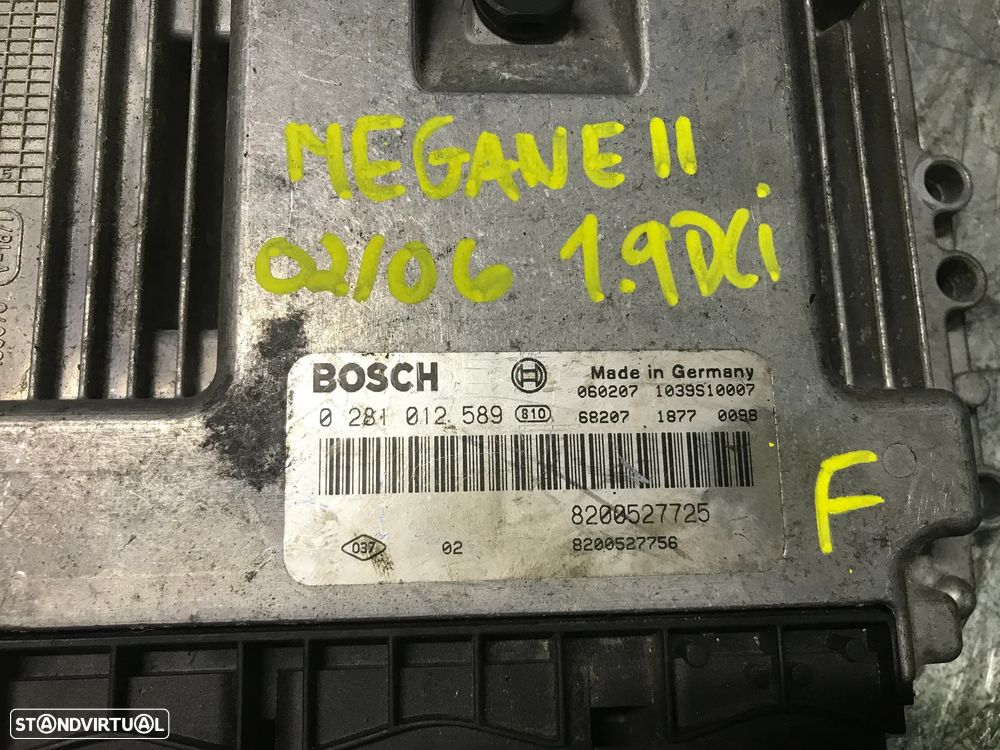 MEGANE II
02/06 1.9DCi
BOSCH Made in Germany
060207 1039S10007
0 281 012 589 810 68207 1877 0098
8200527725
037 02 8200527756
F
STANDVIRTUAL